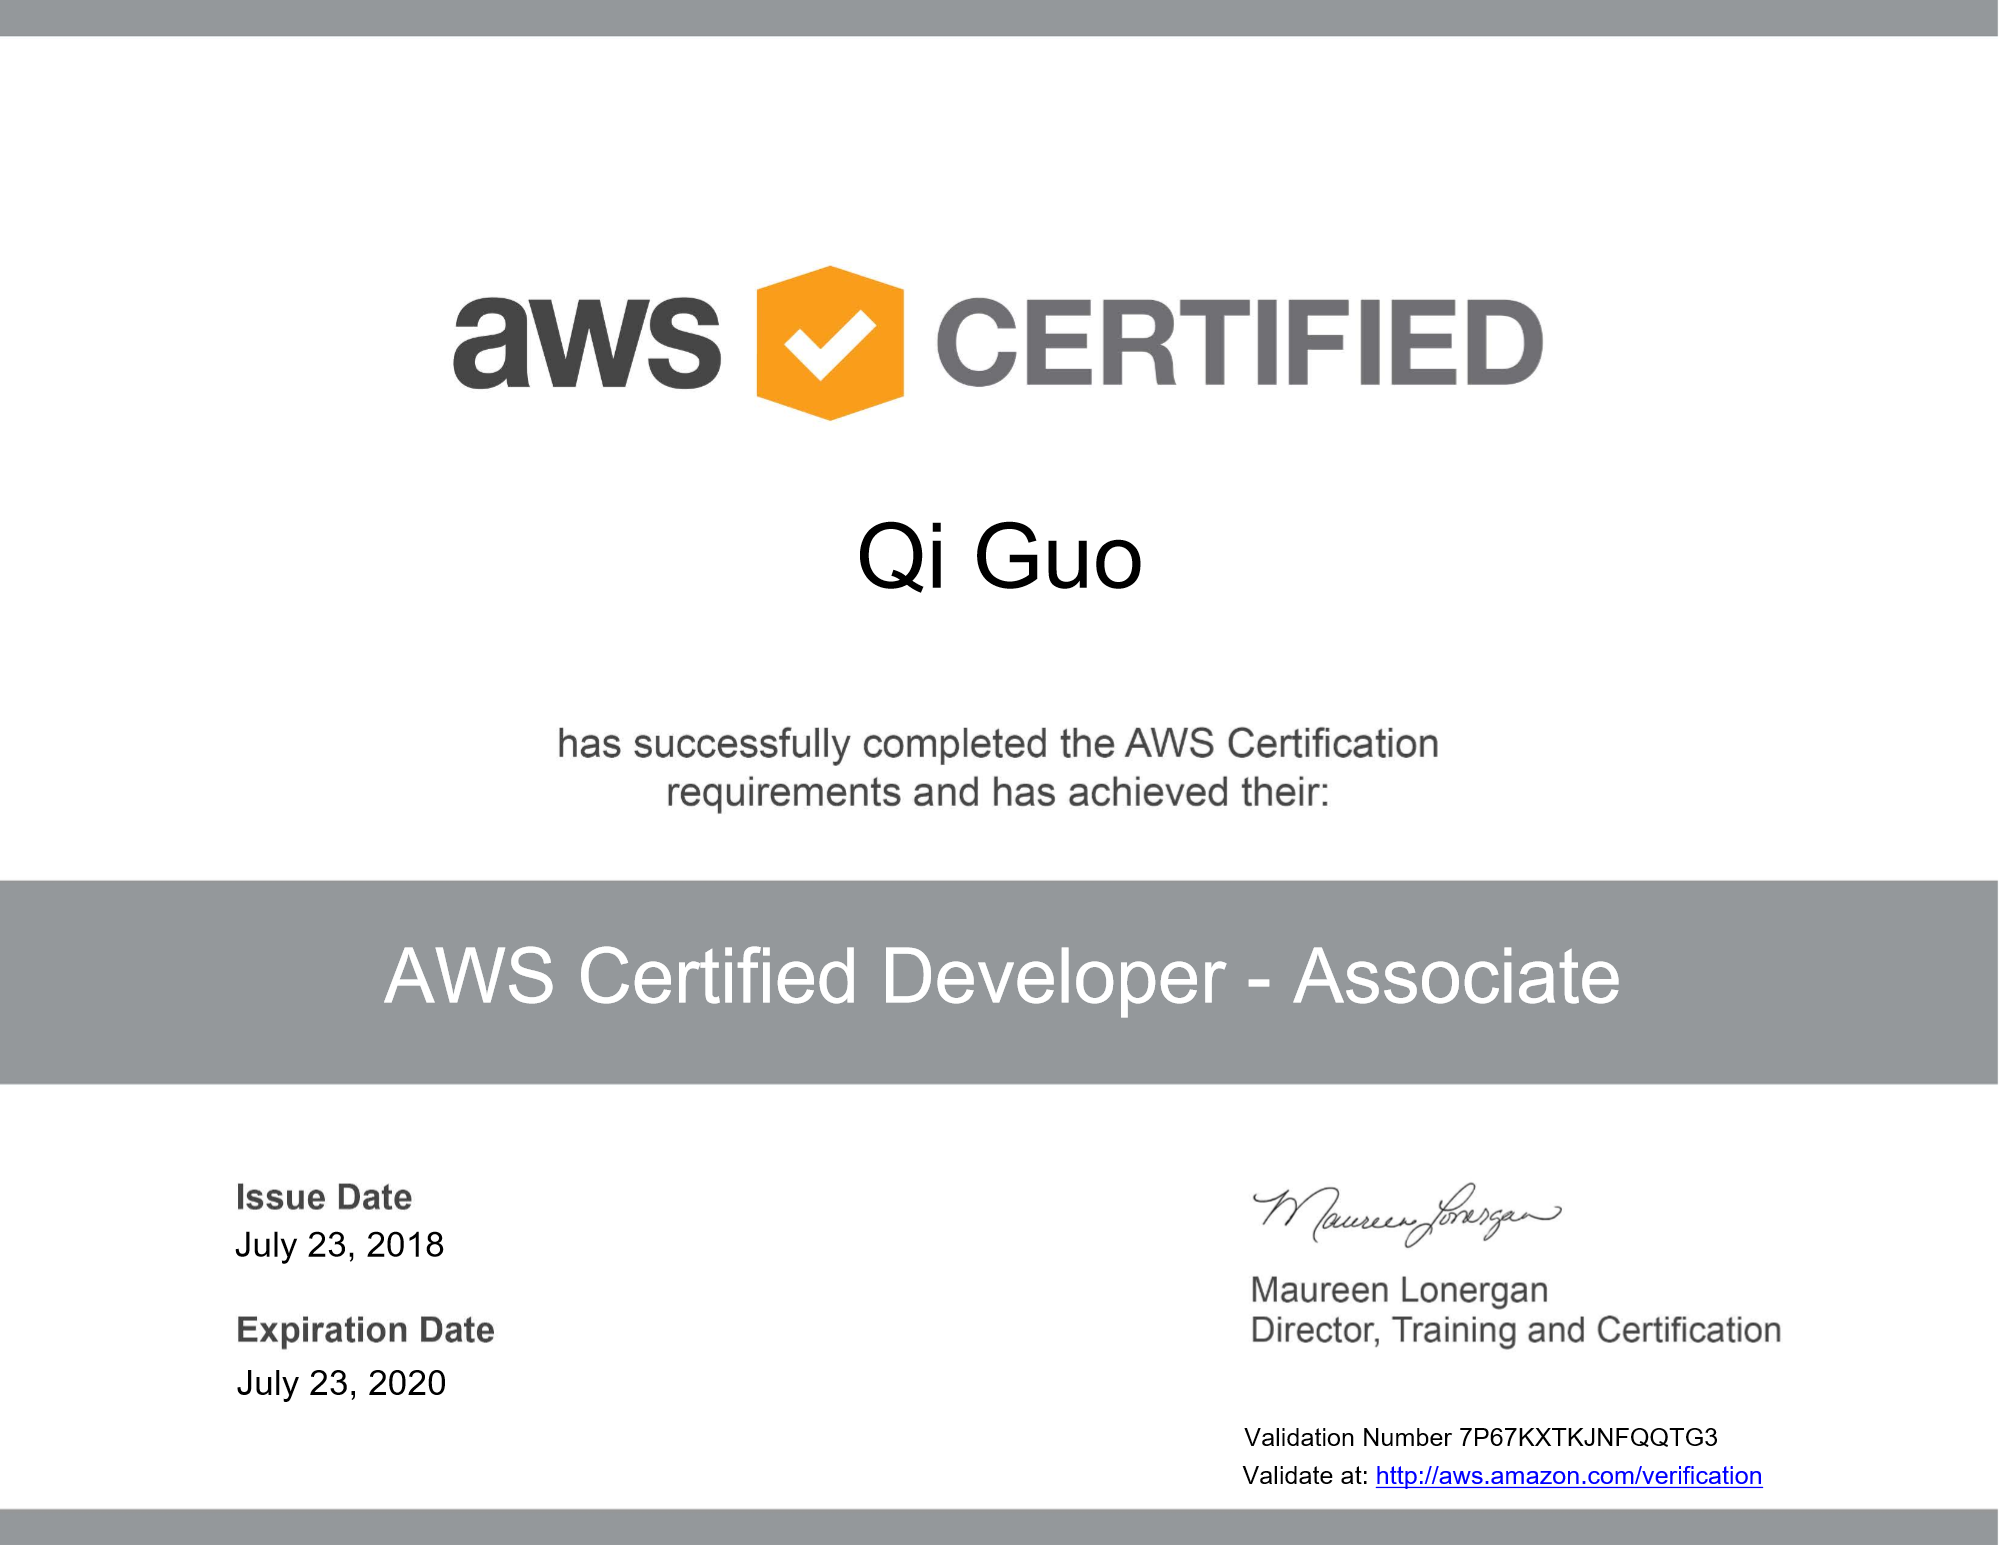 aws CERTIFIED
Qi Guo
has successfully completed the AWS Certification
requirements and has achieved their:
AWS Certified Developer - Associate
Issue Date
July 23, 2018
Expiration Date
July 23, 2020
Maureen Lonergan
Maureen Lonergan
Director, Training and Certification
Validation Number 7P67KXTKJNFQQTG3
Validate at: http://aws.amazon.com/verification